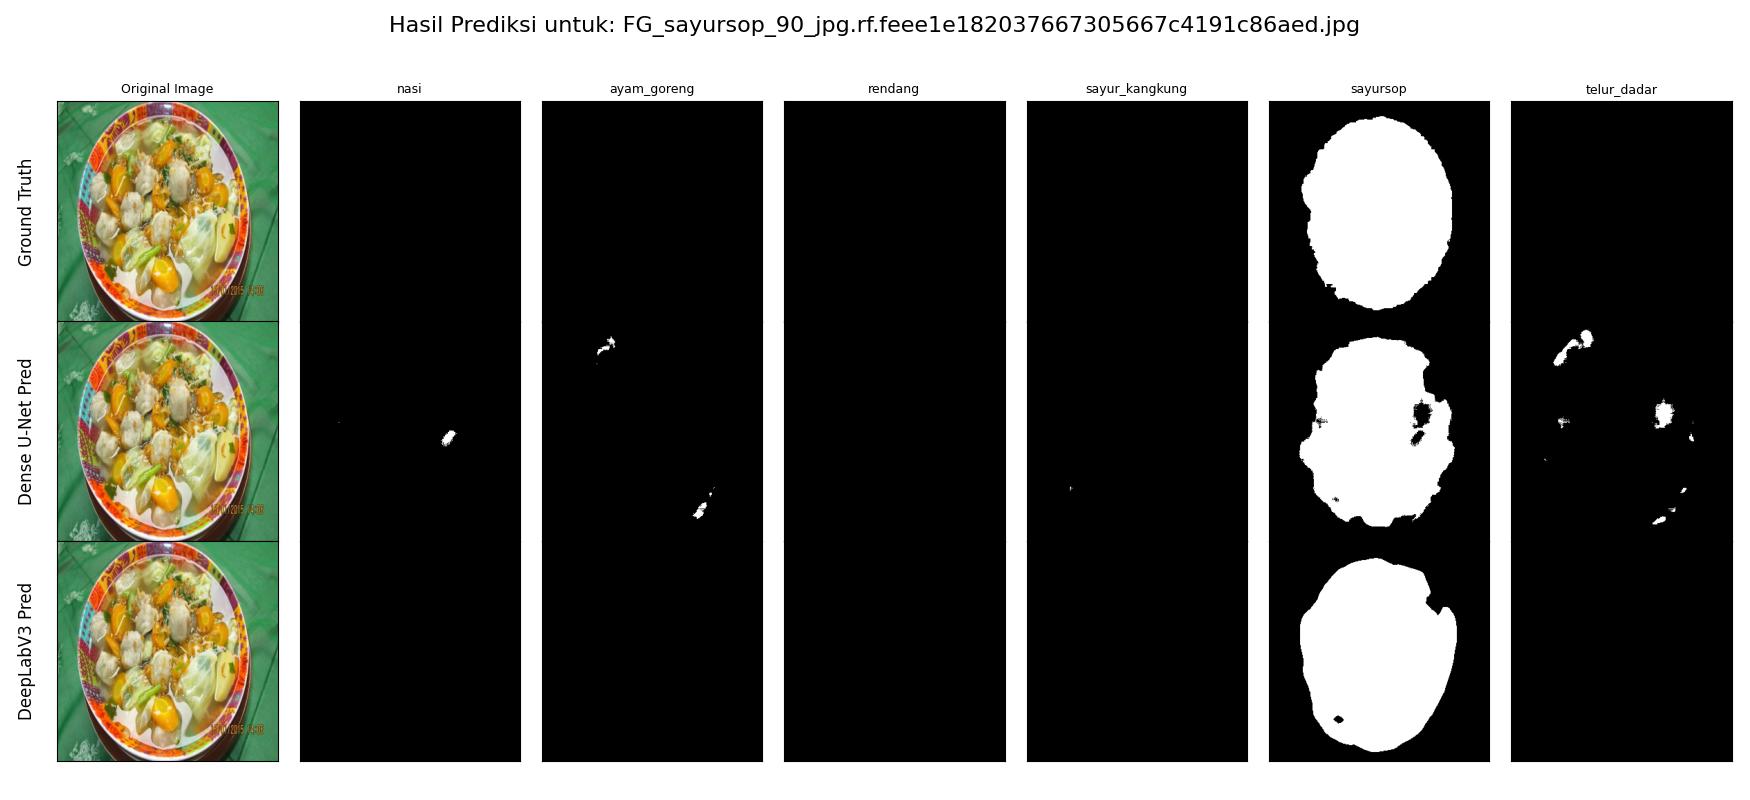 Hasil Prediksi untuk: FG_sayursop_90_jpg.rf.feee1e182037667305667c4191c86aed.jpg
Original Image
nasi
ayam_goreng
rendang
sayur_kangkung
sayursop
telur_dadar
Ground Truth
Dense U-Net Pred
DeepLabV3 Pred